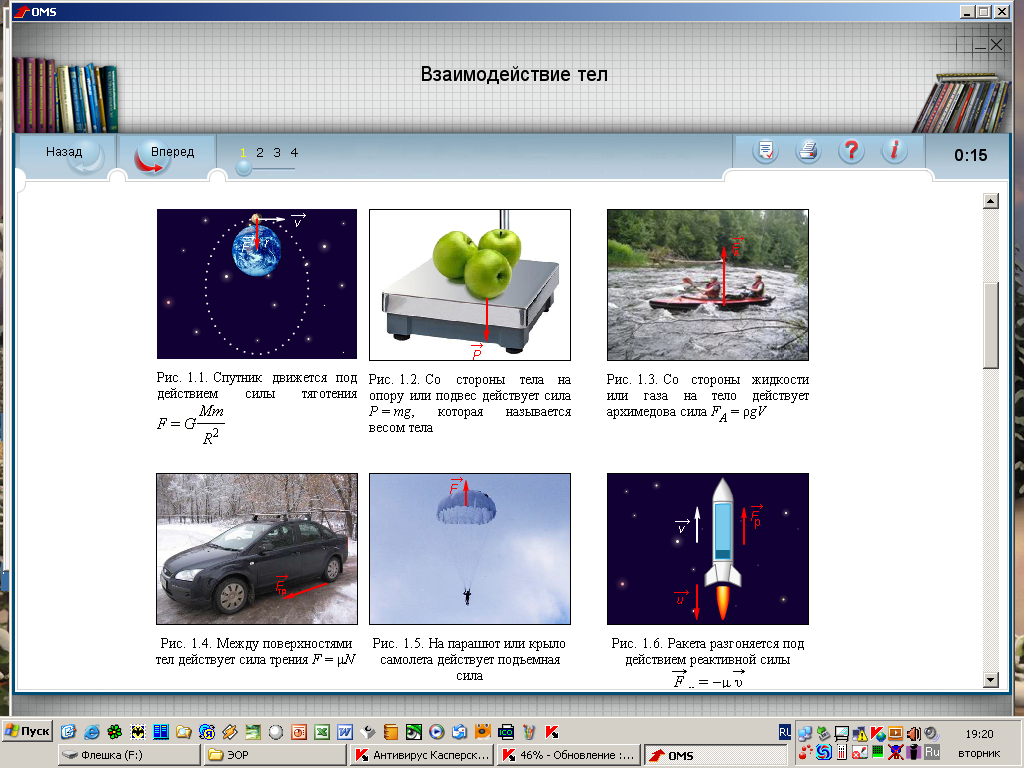 OMS
Взаимодействие тел
Назад
Вперед
1 2 3 4
0:15
v
F T
P
Рис. 1.1. Спутник движется под
действием силы тяготения
F = G Mm
R²
Рис. 1.2. Со стороны тела на
опору или подвес действует сила
P = mg, которая называется
весом тела
Рис. 1.3. Со стороны жидкости
или газа на тело действует
архимедова сила F_A = ρgV
Fтр
F
v
Fр
υ
Рис. 1.4. Между поверхностями
тел действует сила трения F = μN
Рис. 1.5. На парашют или крыло
самолета действует подъемная
сила
Рис. 1.6. Ракета разгоняется под
действием реактивной силы
F = −μ υ
Пуск
RU
19:20
Флешка (F:)
ЭОР
Антивирус Касперск...
46% - Обновление :...
OMS
Ru
вторник